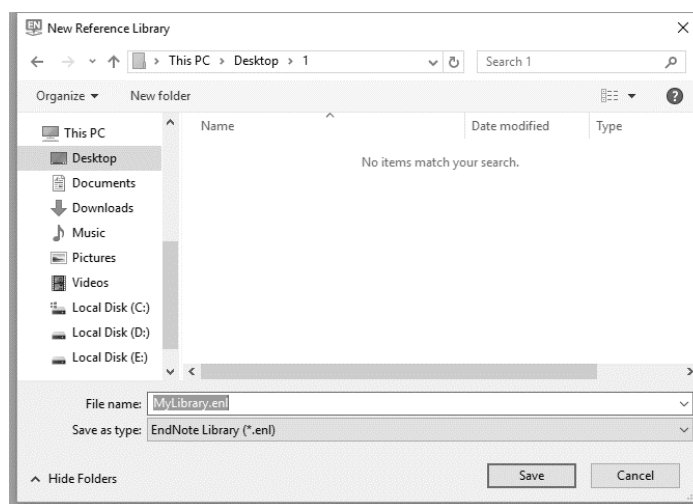 EN New Reference Library
This PC > Desktop > 1
Search 1
Organize
New folder
Name
Date modified
Type
No items match your search.
This PC
Desktop
Documents
Downloads
Music
Pictures
Videos
Local Disk (C:)
Local Disk (D:)
Local Disk (E:)
File name: MyLibrary.enl
Save as type: EndNote Library (*.enl)
Hide Folders
Save
Cancel